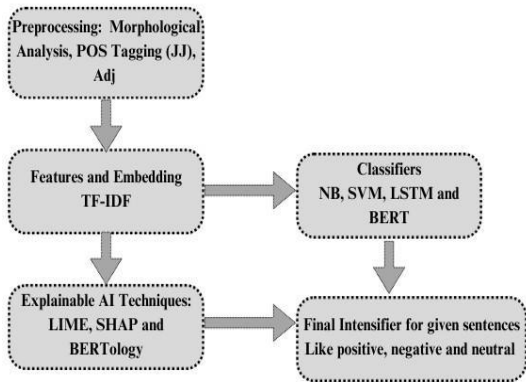 Preprocessing: Morphological
Analysis, POS Tagging (JJ),
Adj
Features and Embedding
TF-IDF
Classifiers
NB, SVM, LSTM and
BERT
Explainable AI Techniques:
LIME, SHAP and
BERTology
Final Intensifier for given sentences
Like positive, negative and neutral